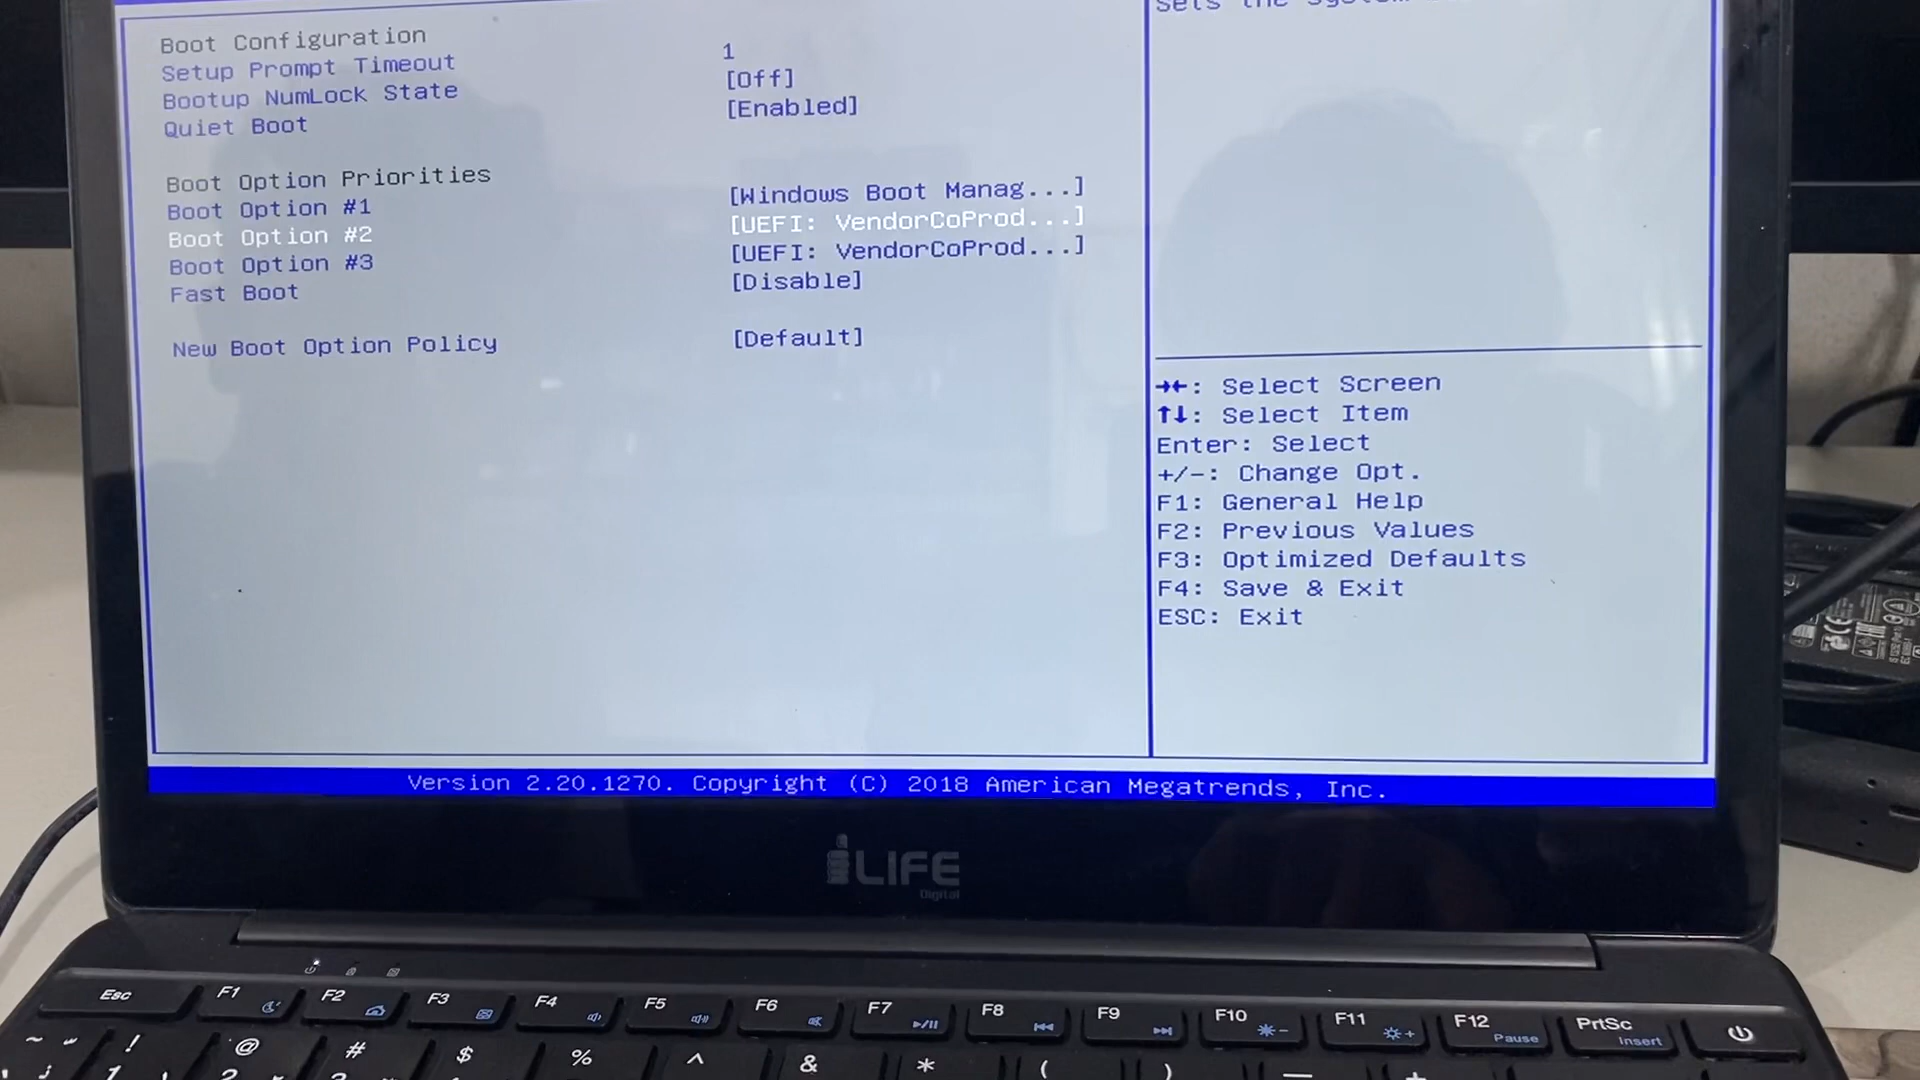 Sets the System
Boot Configuration
Setup Prompt Timeout 1
Bootup NumLock State [Off]
Quiet Boot [Enabled]
Boot Option Priorities
Boot Option #1 [Windows Boot Manag...]
Boot Option #2 [UEFI: VendorCoProd...]
Boot Option #3 [UEFI: VendorCoProd...]
Fast Boot [Disable]
New Boot Option Policy [Default]
→←: Select Screen
↑↓: Select Item
Enter: Select
+/-: Change Opt.
F1: General Help
F2: Previous Values
F3: Optimized Defaults
F4: Save & Exit
ESC: Exit
Version 2.20.1270. Copyright (C) 2018 American Megatrends, Inc.
iLIFE
Digital
Esc F1 F2 F3 F4 F5 F6 F7 F8 F9 F10 F11 F12 Pause PrtSc Insert
~ ! @ # $ % ^ & * ( ) — +